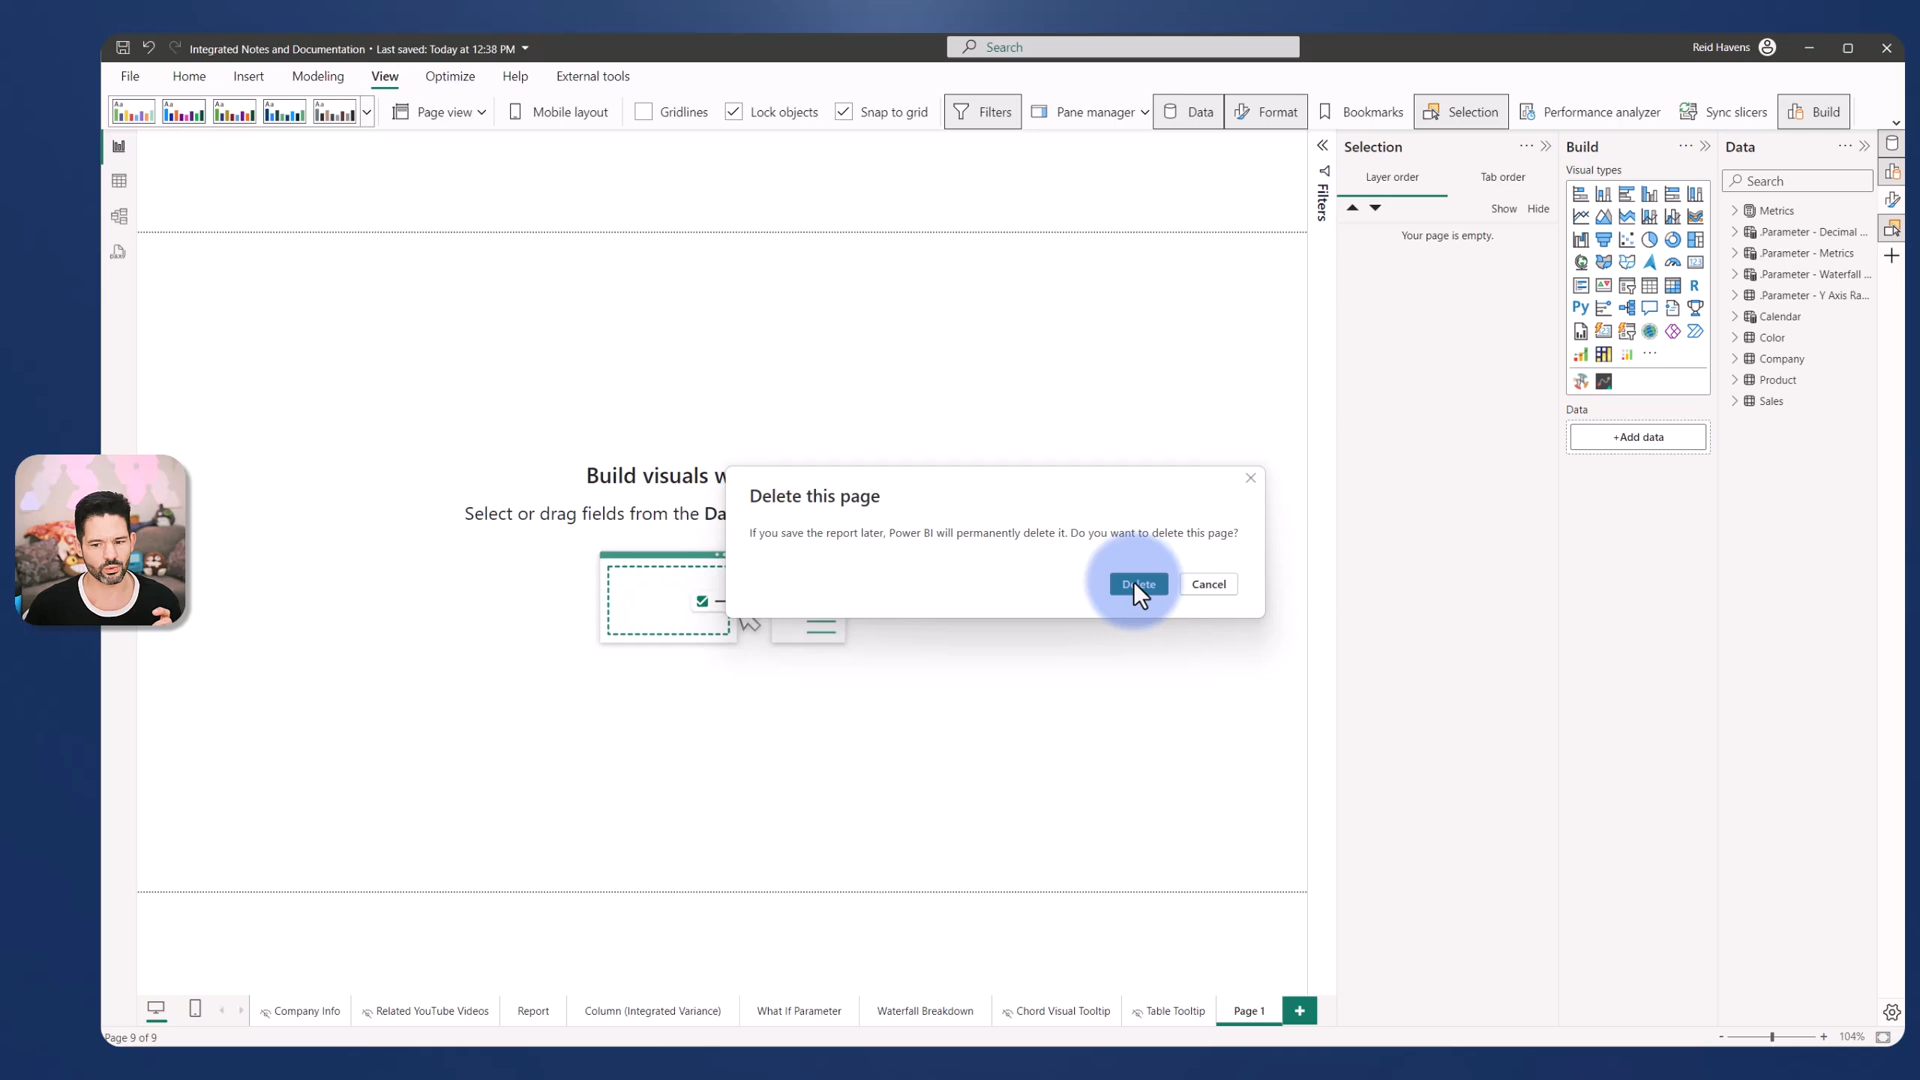 Integrated Notes and Documentation • Last saved: Today at 12:38 PM
Search
Reid Havens
File Home Insert Modeling View Optimize Help External tools
Aa Aa Aa Aa Aa Page view Mobile layout Gridlines Lock objects Snap to grid Filters Pane manager Data Format Bookmarks Selection Performance analyzer Sync slicers Build
Filters
Selection
Layer order Tab order
Show Hide
Your page is empty.
Build
Visual types
123
R
Py
Data
+Add data
Data
Search
Metrics
.Parameter - Decimal ...
.Parameter - Metrics
.Parameter - Waterfall ...
.Parameter - Y Axis Ra...
Calendar
Color
Company
Product
Sales
Build visuals w
Select or drag fields from the Da
Delete this page
If you save the report later, Power BI will permanently delete it. Do you want to delete this page?
Delete Cancel
Company Info Related YouTube Videos Report Column (Integrated Variance) What If Parameter Waterfall Breakdown Chord Visual Tooltip Table Tooltip Page 1 +
Page 9 of 9
- + 104%